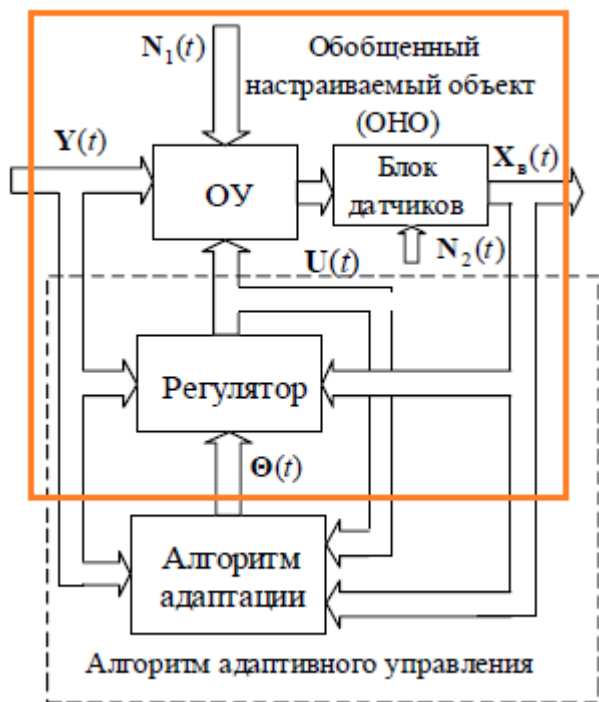 N₁(t)
Обобщенный
настраиваемый объект
(ОНО)
Y(t)
ОУ
Блок
датчиков
Xв(t)
N₂(t)
U(t)
Регулятор
Θ(t)
Алгоритм
адаптации
Алгоритм адаптивного управления